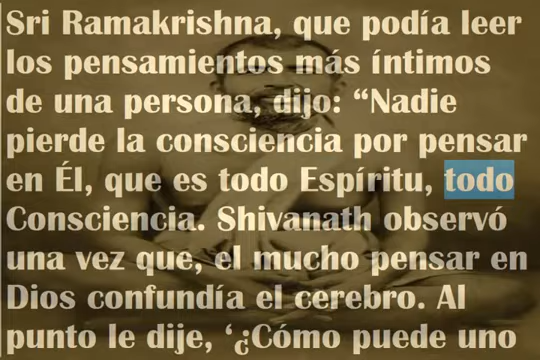 Sri Ramakrishna, que podía leer
los pensamientos más íntimos
de una persona, dijo: “Nadie
pierde la consciencia por pensar
en Él, que es todo Espíritu, todo
Consciencia. Shivanath observó
una vez que, el mucho pensar en
Dios confundía el cerebro. Al
punto le dije, ‘¿Cómo puede uno